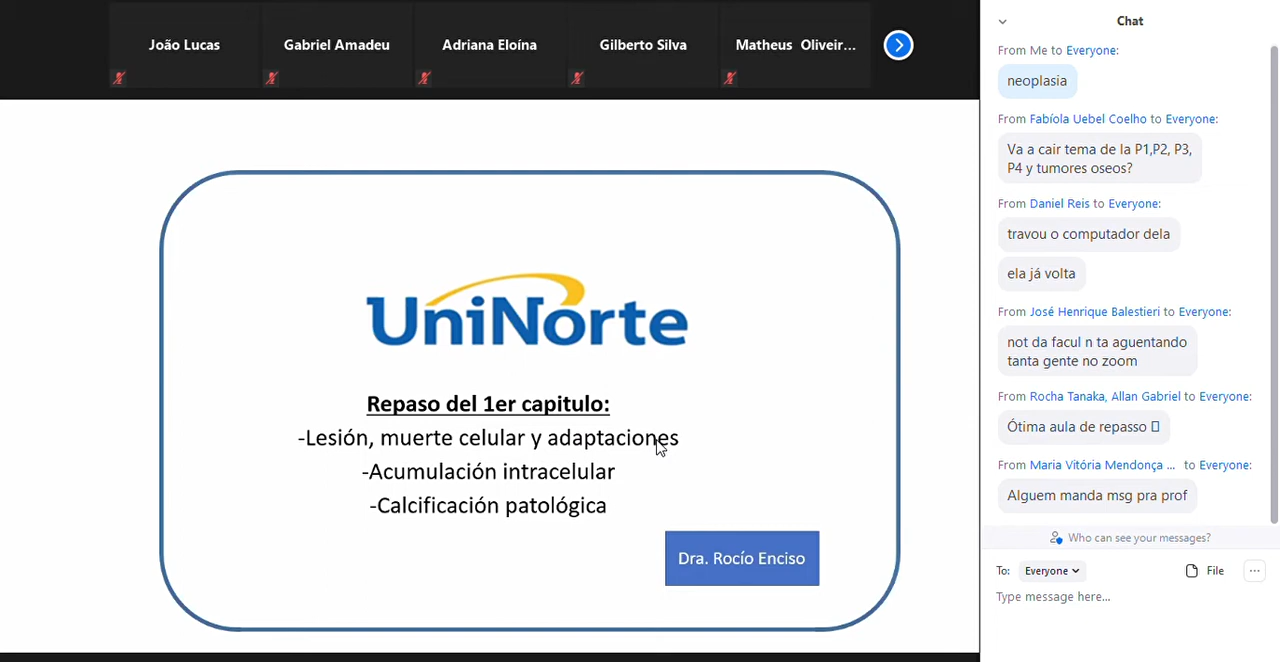 João Lucas
Gabriel Amadeu
Adriana Eloína
Gilberto Silva
Matheus Oliveir...
UniNorte
Repaso del 1er capitulo:
-Lesión, muerte celular y adaptaciones
-Acumulación intracelular
-Calcificación patológica
Dra. Rocío Enciso
Chat
From Me to Everyone:
neoplasia
From Fabíola Uebel Coelho to Everyone:
Va a cair tema de la P1,P2, P3,
P4 y tumores oseos?
From Daniel Reis to Everyone:
travou o computador dela
ela já volta
From José Henrique Balestieri to Everyone:
not da facul n ta aguentando
tanta gente no zoom
From Rocha Tanaka, Allan Gabriel to Everyone:
Ótima aula de repasso
From Maria Vitória Mendonça ... to Everyone:
Alguem manda msg pra prof
Who can see your messages?
To: Everyone
File
...
Type message here...